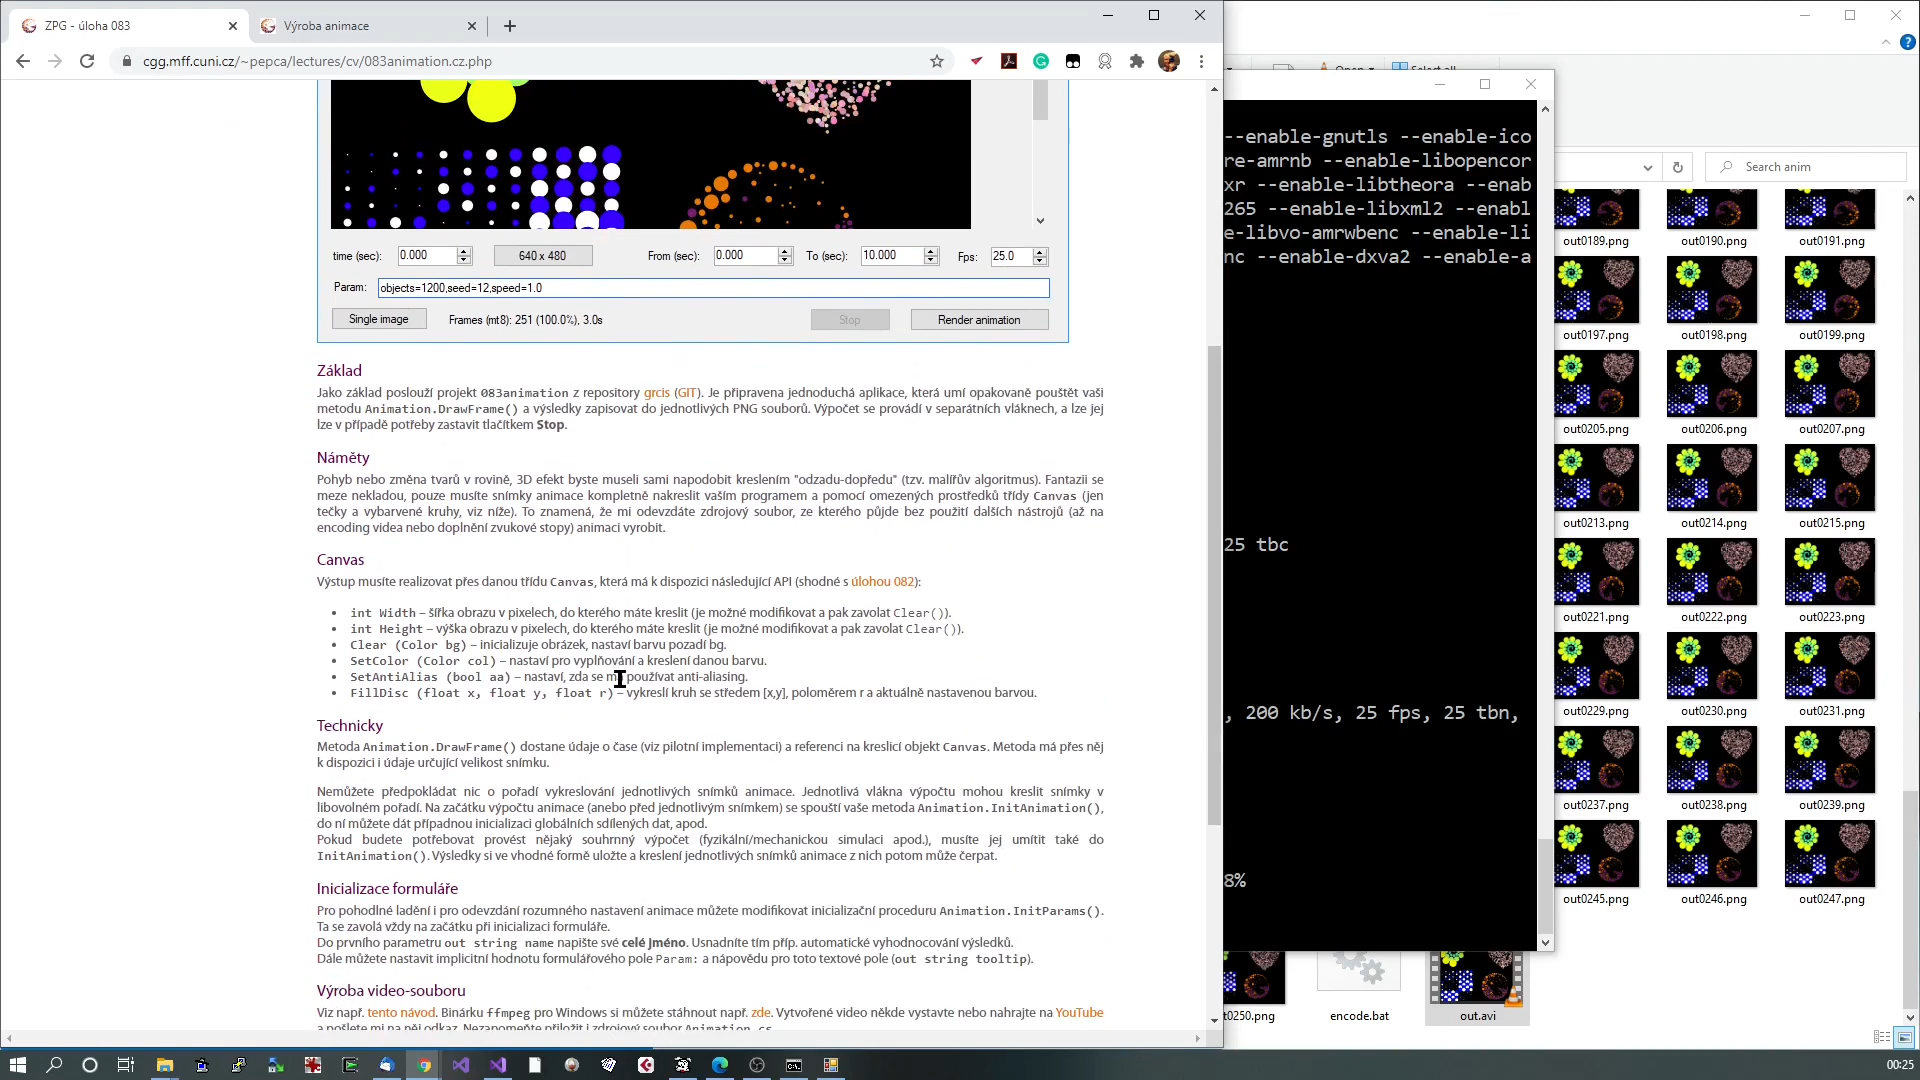 ZPG - úloha 083
Výroba animace
cgg.mff.cuni.cz/~pepca/lectures/cv/083animation.cz.php
time (sec): 0.000 640 x 480 From (sec): 0.000 To (sec): 10.000 Fps: 25.0
Param: objects=1200,seed=12,speed=1.0
Single image Frames (mt8): 251 (100.0%), 3.0s Stop Render animation
Základ
Jako základ poslouží projekt 083animation z repository grcis (GIT). Je připravena jednoduchá aplikace, která umí opakovaně pouštět vaši
metodu Animation.DrawFrame() a výsledky zapisovat do jednotlivých PNG souborů. Výpočet se provádí v separátních vláknech, a lze jej
lze v případě potřeby zastavit tlačítkem Stop.
Náměty
Pohyb nebo změna tvarů v rovině, 3D efekt byste museli sami napodobit kreslením "odzadu-dopředu" (tzv. malířův algoritmus). Fantazii se
meze nekladou, pouze musíte snímky animace kompletně nakreslit vaším programem a pomocí omezených prostředků třídy Canvas (jen
tečky a vybarvené kruhy, viz níže). To znamená, že mi odevzdáte zdrojový soubor, ze kterého půjde bez použití dalších nástrojů (až na
encoding videa nebo doplnění zvukové stopy) animaci vyrobit.
Canvas
Výstup musíte realizovat přes danou třídu Canvas, která má k dispozici následující API (shodné s úlohou 082):
• int Width – šířka obrazu v pixelech, do kterého máte kreslit (je možné modifikovat a pak zavolat Clear()).
• int Height – výška obrazu v pixelech, do kterého máte kreslit (je možné modifikovat a pak zavolat Clear()).
• Clear (Color bg) – inicializuje obrázek, nastaví barvu pozadí bg.
• SetColor (Color col) – nastaví pro vyplňování a kreslení danou barvu.
• SetAntiAlias (bool aa) – nastaví, zda se má používat anti-aliasing.
• FillDisc (float x, float y, float r) – vykreslí kruh se středem [x,y], poloměrem r a aktuálně nastavenou barvou.
Technicky
Metoda Animation.DrawFrame() dostane údaje o čase (viz pilotní implementaci) a referenci na kreslicí objekt Canvas. Metoda má přes něj
k dispozici i údaje určující velikost snímku.
Nemůžete předpokládat nic o pořadí vykreslování jednotlivých snímků animace. Jednotlivá vlákna výpočtu mohou kreslit snímky v
libovolném pořadí. Na začátku výpočtu animace (anebo před jednotlivým snímkem) se spouští vaše metoda Animation.InitAnimation(),
do ní můžete dát případnou inicializaci globálních sdílených dat, apod.
Pokud budete potřebovat provést nějaký souhrnný výpočet (fyzikální/mechanickou simulaci apod.), musíte jej umítit také do
InitAnimation(). Výsledky si ve vhodné formě uložte a kreslení jednotlivých snímků animace z nich potom může čerpat.
Inicializace formuláře
Pro pohodlné ladění i pro odevzdání rozumného nastavení animace můžete modifikovat inicializační proceduru Animation.InitParams().
Ta se zavolá vždy na začátku při inicializaci formuláře.
Do prvního parametru out string name napište své celé jméno. Usnadníte tím příp. automatické vyhodnocování výsledků.
Dále můžete nastavit implicitní hodnotu formulářového pole Param: a nápovědu pro toto textové pole (out string tooltip).
Výroba video-souboru
Viz např. tento návod. Binárku ffmpeg pro Windows si můžete stáhnout např. zde. Vytvořené video někde vystavte nebo nahrajte na YouTube
a pošlete mi na něj odkaz. Nezapomeňte přiložit i zdrojový soubor Animation.cs.
--enable-gnutls --enable-ico
re-amrnb --enable-libopencor
xr --enable-libtheora --enab
265 --enable-libxml2 --enabl
e-libvo-amrwbenc --enable-li
nc --enable-dxva2 --enable-a
25 tbc
, 200 kb/s, 25 fps, 25 tbn,
8%
Open
Select all
Search anim
out0189.png out0190.png out0191.png
out0197.png out0198.png out0199.png
out0205.png out0206.png out0207.png
out0213.png out0214.png out0215.png
out0221.png out0222.png out0223.png
out0229.png out0230.png out0231.png
out0237.png out0238.png out0239.png
out0245.png out0246.png out0247.png
t0250.png encode.bat out.avi
00:25